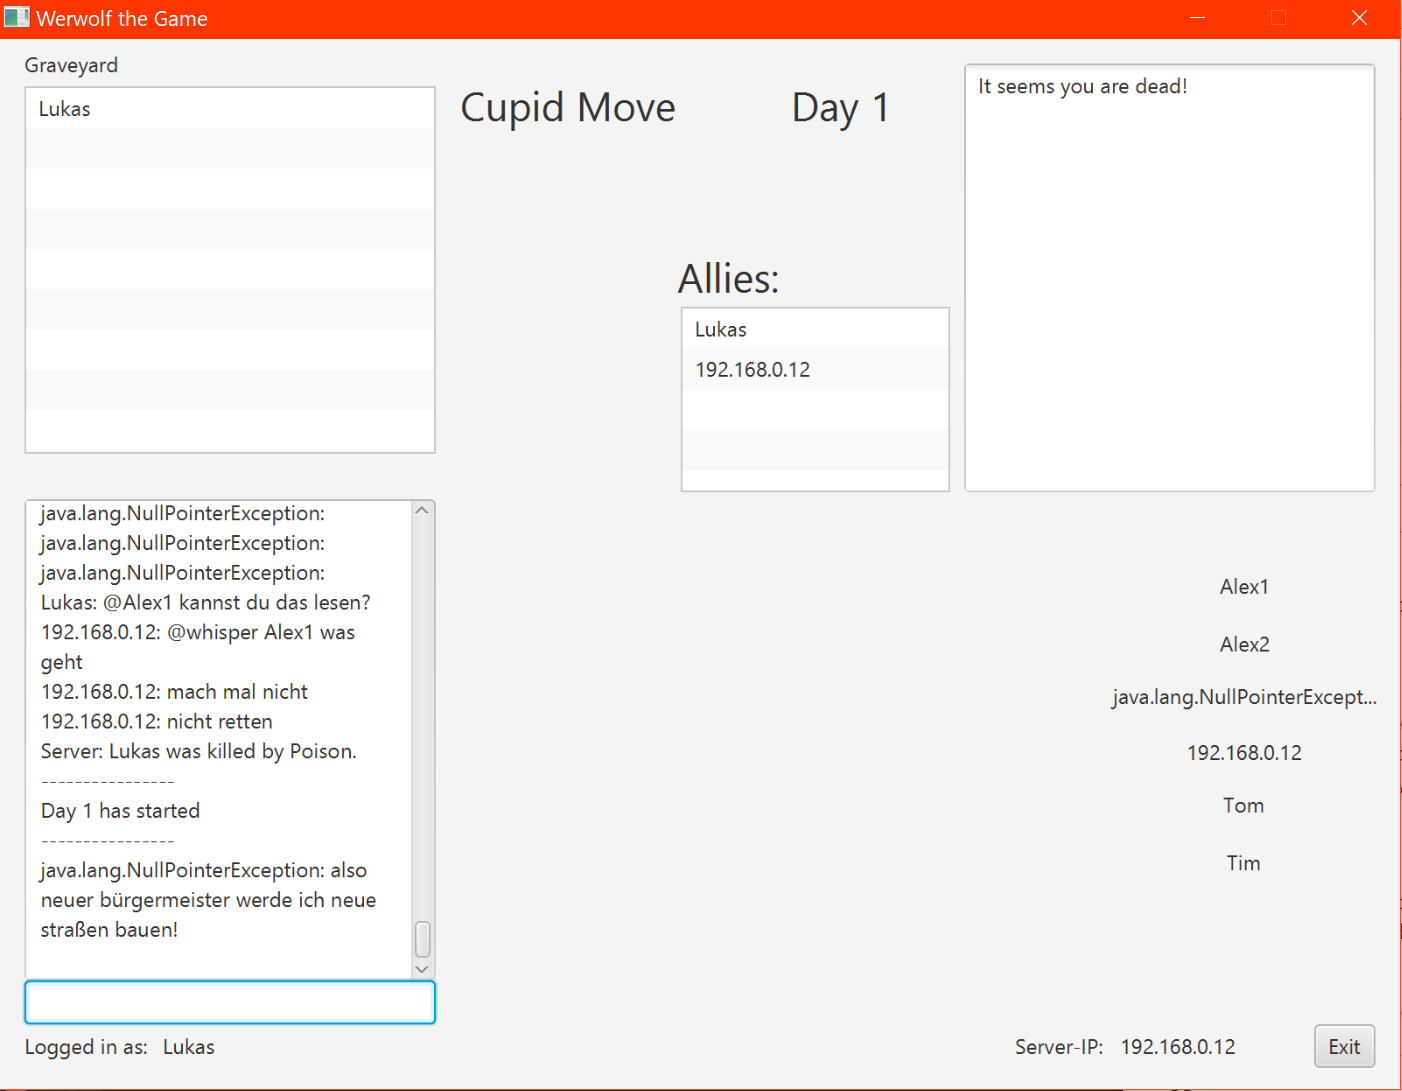 Werwolf the Game
Graveyard
Lukas
Cupid Move
Day 1
It seems you are dead!
Allies:
Lukas
192.168.0.12
java.lang.NullPointerException:
java.lang.NullPointerException:
java.lang.NullPointerException:
Lukas: @Alex1 kannst du das lesen?
192.168.0.12: @whisper Alex1 was
geht
192.168.0.12: mach mal nicht
192.168.0.12: nicht retten
Server: Lukas was killed by Poison.
----------------
Day 1 has started
----------------
java.lang.NullPointerException: also
neuer bürgermeister werde ich neue
straßen bauen!
Alex1
Alex2
java.lang.NullPointerExcept...
192.168.0.12
Tom
Tim
Logged in as: Lukas
Server-IP: 192.168.0.12
Exit